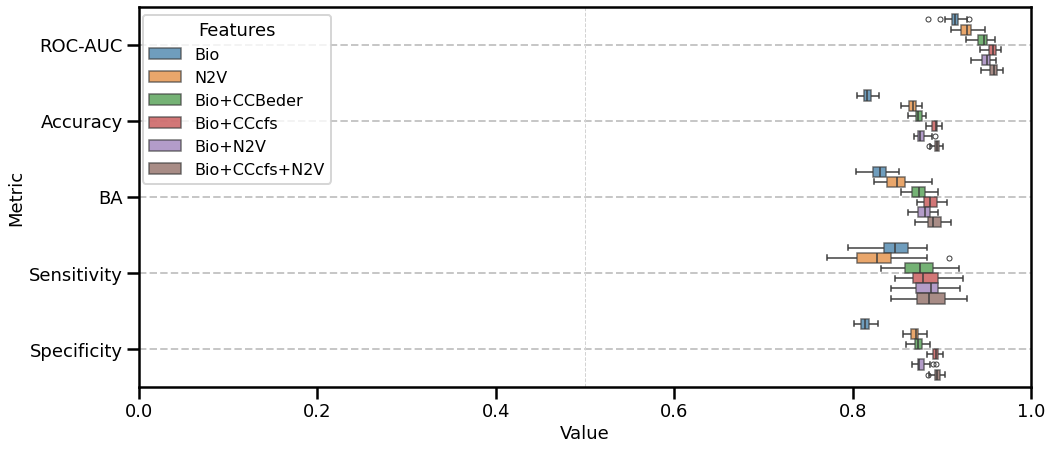 Features
Bio
N2V
Bio+CCBeder
Bio+CCcfs
Bio+N2V
Bio+CCcfs+N2V
Metric
ROC-AUC
Accuracy
BA
Sensitivity
Specificity
0.0 0.2 0.4 0.6 0.8 1.0
Value